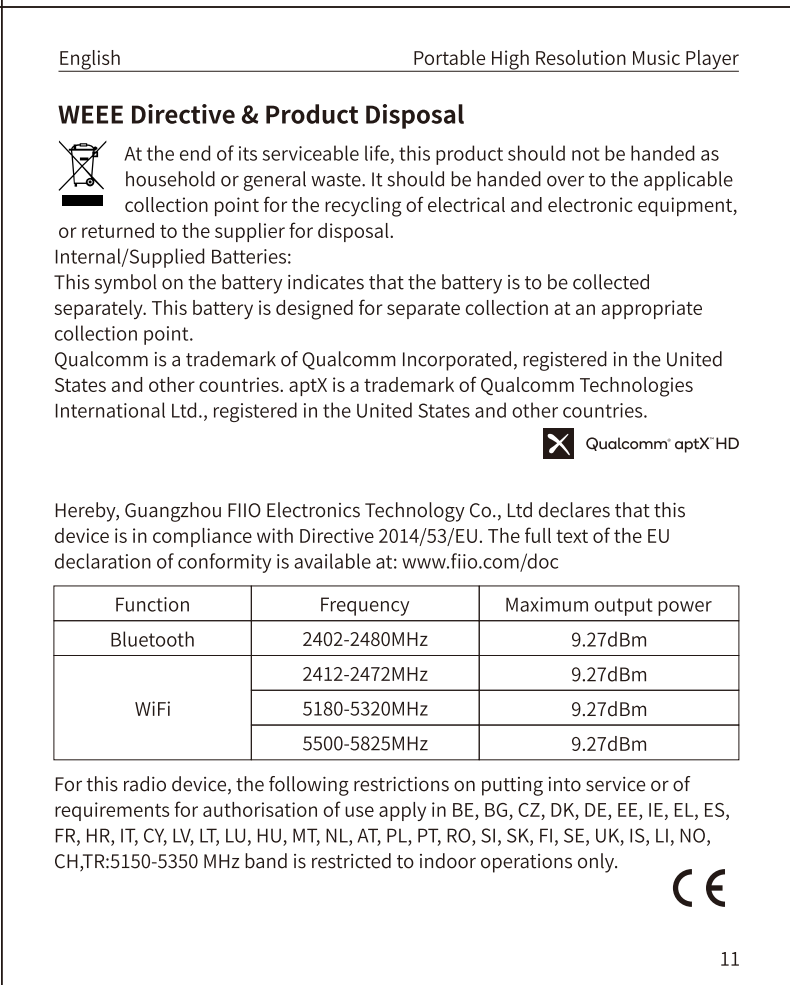 English
Portable High Resolution Music Player
WEEE Directive & Product Disposal
At the end of its serviceable life, this product should not be handed as
household or general waste. It should be handed over to the applicable
collection point for the recycling of electrical and electronic equipment,
or returned to the supplier for disposal.
Internal/Supplied Batteries:
This symbol on the battery indicates that the battery is to be collected
separately. This battery is designed for separate collection at an appropriate
collection point.
Qualcomm is a trademark of Qualcomm Incorporated, registered in the United
States and other countries. aptX is a trademark of Qualcomm Technologies
International Ltd., registered in the United States and other countries.
Qualcomm® aptX™ HD
Hereby, Guangzhou FIIO Electronics Technology Co., Ltd declares that this
device is in compliance with Directive 2014/53/EU. The full text of the EU
declaration of conformity is available at: www.fiio.com/doc
Function Frequency Maximum output power
Bluetooth 2402-2480MHz 9.27dBm
2412-2472MHz 9.27dBm
WiFi 5180-5320MHz 9.27dBm
5500-5825MHz 9.27dBm
For this radio device, the following restrictions on putting into service or of
requirements for authorisation of use apply in BE, BG, CZ, DK, DE, EE, IE, EL, ES,
FR, HR, IT, CY, LV, LT, LU, HU, MT, NL, AT, PL, PT, RO, SI, SK, FI, SE, UK, IS, LI, NO,
CH,TR:5150-5350 MHz band is restricted to indoor operations only.
CE
11